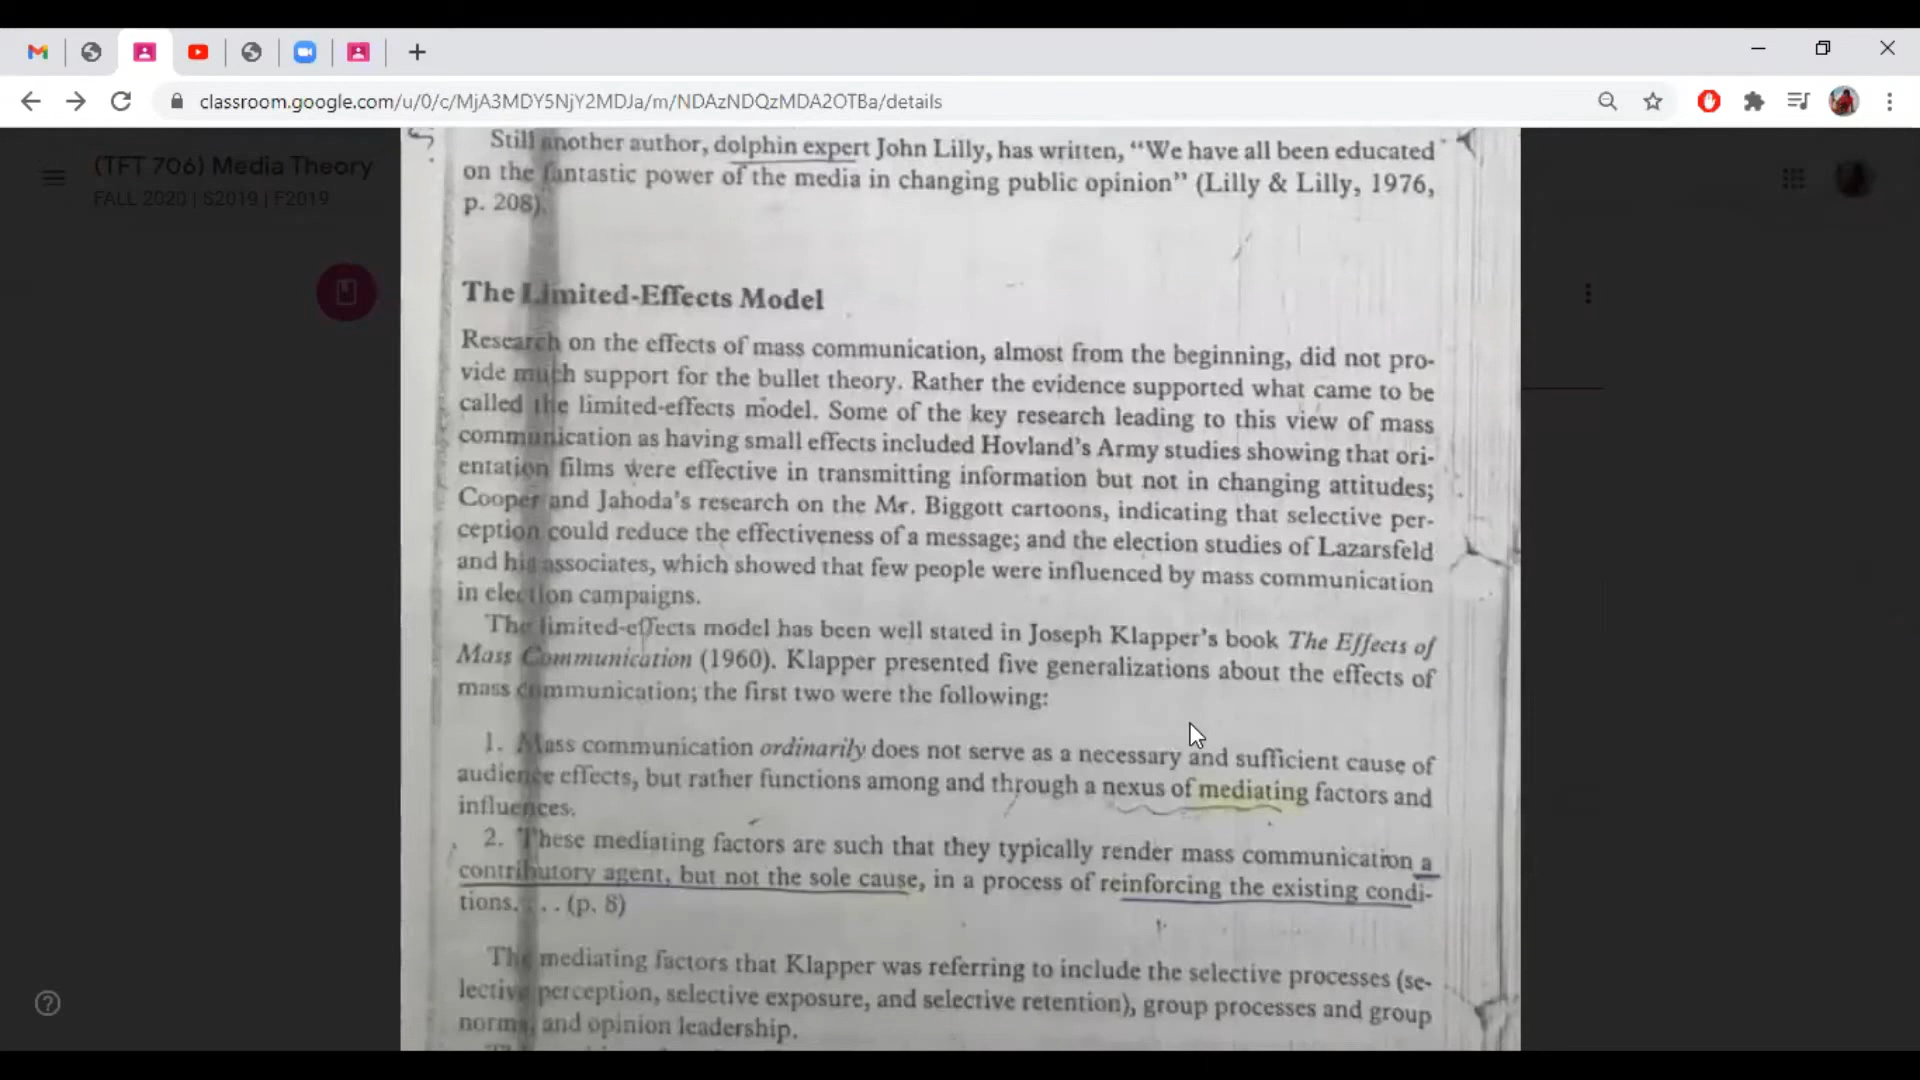 classroom.google.com/u/0/c/MjA3MDY5NjY2MDJa/m/NDAzNDQzMDA2OTBa/details
(TFT 706) Media Theory
FALL 2020 | S2019 | F2019
Still another author, dolphin expert John Lilly, has written, “We have all been educated
on the fantastic power of the media in changing public opinion” (Lilly & Lilly, 1976,
p. 208).
The Limited-Effects Model
Research on the effects of mass communication, almost from the beginning, did not pro-
vide much support for the bullet theory. Rather the evidence supported what came to be
called the limited-effects model. Some of the key research leading to this view of mass
communication as having small effects included Hovland’s Army studies showing that ori-
entation films were effective in transmitting information but not in changing attitudes;
Cooper and Jahoda’s research on the Mr. Biggott cartoons, indicating that selective per-
ception could reduce the effectiveness of a message; and the election studies of Lazarsfeld
and his associates, which showed that few people were influenced by mass communication
in election campaigns.
The limited-effects model has been well stated in Joseph Klapper’s book The Effects of
Mass Communication (1960). Klapper presented five generalizations about the effects of
mass communication; the first two were the following:
1. Mass communication ordinarily does not serve as a necessary and sufficient cause of
audience effects, but rather functions among and through a nexus of mediating factors and
influences.
2. These mediating factors are such that they typically render mass communication a
contributory agent, but not the sole cause, in a process of reinforcing the existing condi-
tions. . . . (p. 8)
The mediating factors that Klapper was referring to include the selective processes (se-
lective perception, selective exposure, and selective retention), group processes and group
norms, and opinion leadership.